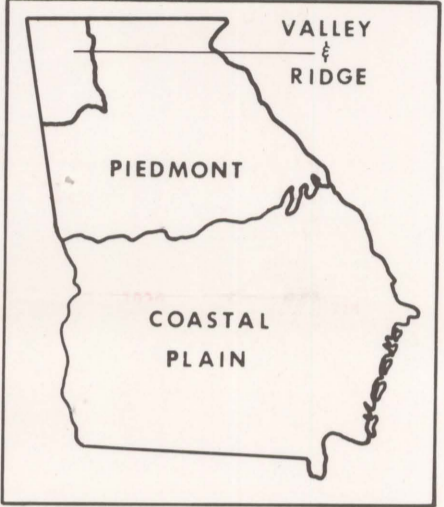 VALLEY
&
RIDGE
PIEDMONT
COASTAL
PLAIN